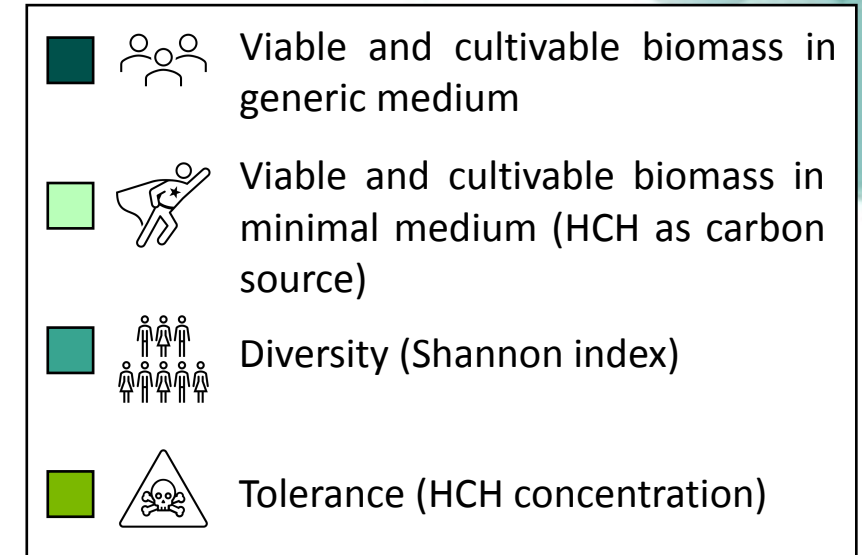 Viable and cultivable biomass in
generic medium
Viable and cultivable biomass in
minimal medium (HCH as carbon
source)
Diversity (Shannon index)
Tolerance (HCH concentration)